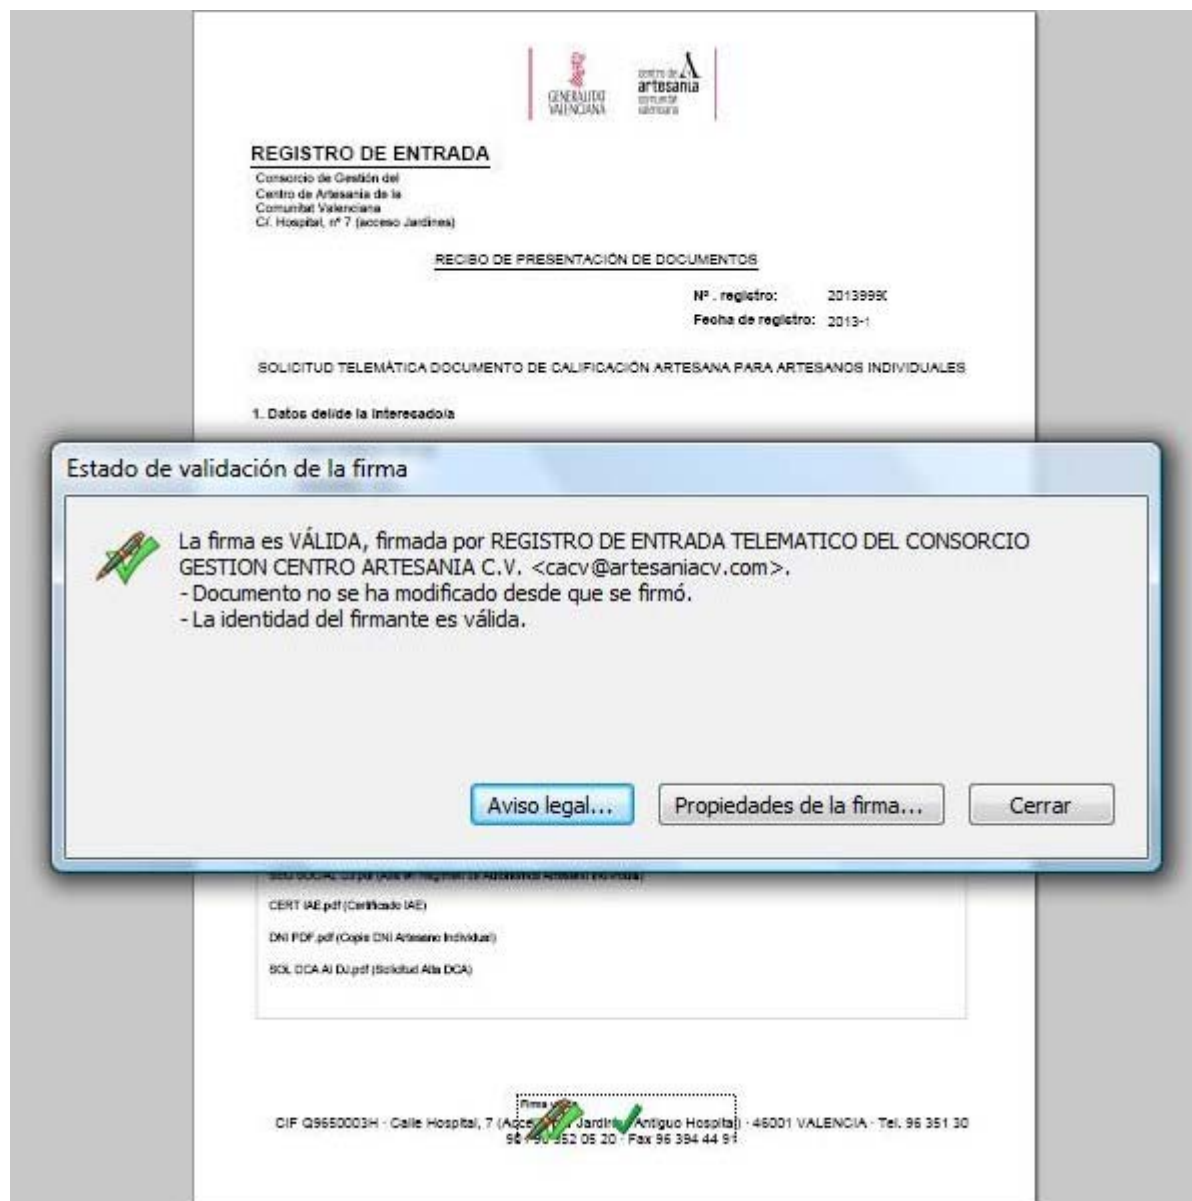 GENERALITAT
VALENCIANA
centro de
artesanía
comunitat
valenciana
REGISTRO DE ENTRADA
Consorcio de Gestión del
Centro de Artesania de la
Comunitat Valenciana
C/. Hospital, nº 7 (acceso Jardines)
RECIBO DE PRESENTACIÓN DE DOCUMENTOS
Nº . registro: 2013999
Fecha de registro: 2013-1
SOLICITUD TELEMÁTICA DOCUMENTO DE CALIFICACIÓN ARTESANA PARA ARTESANOS INDIVIDUALES
1. Datos del/de la Interesado/a
Estado de validación de la firma
La firma es VÁLIDA, firmada por REGISTRO DE ENTRADA TELEMATICO DEL CONSORCIO
GESTION CENTRO ARTESANIA C.V. <cacv@artesaniacv.com>.
- Documento no se ha modificado desde que se firmó.
- La identidad del firmante es válida.
Aviso legal... Propiedades de la firma... Cerrar
CERT IAE.pdf (Certificado IAE)
DNI PDF.pdf (Copia DNI Artesano Individual)
SOL DCA AI DJ.pdf (Solicitud Alta DCA)
Firma
CIF Q9650003H - Calle Hospital, 7 Antiguo Hospital) - 46001 VALENCIA - Tel. 96 351 30
52 05 20 - Fax 96 394 44 91